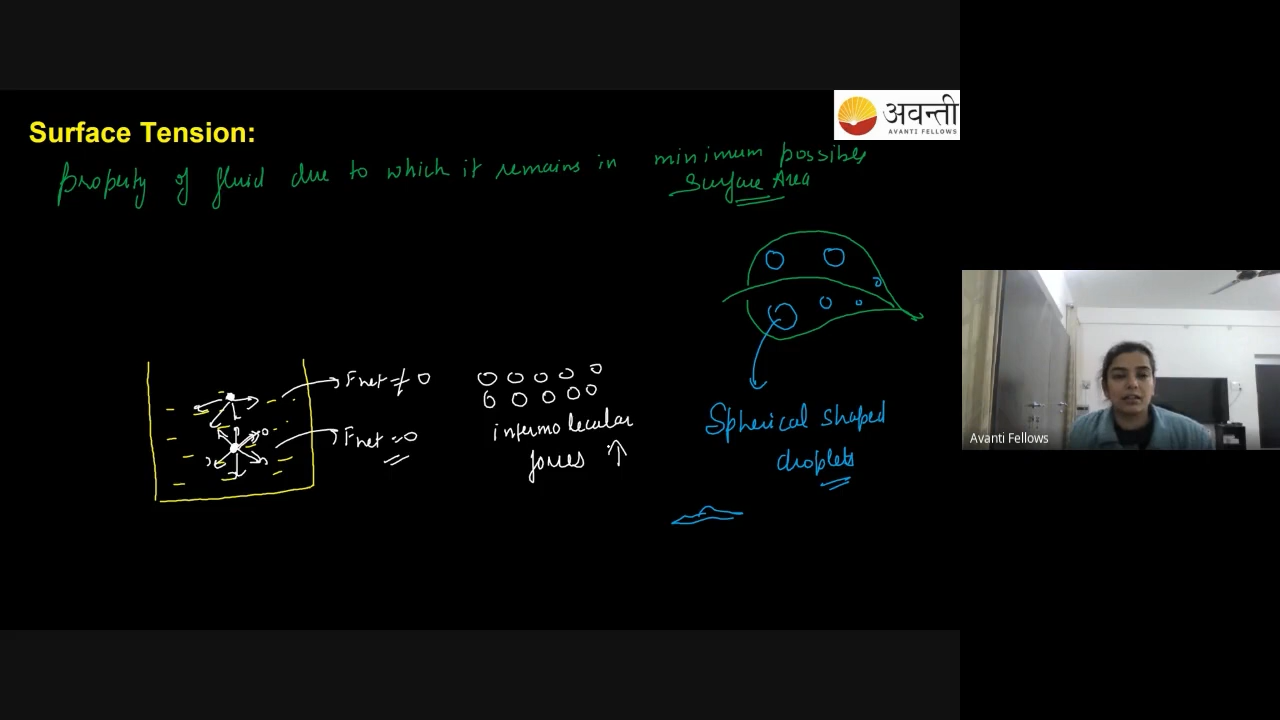 अवन्ती
AVANTI FELLOWS
Surface Tension:
property of fluid due to which it remains in minimum possible
Surface Area
Fnet ≠ 0
Fnet = 0
intermolecular
forces ↑
Spherical shaped
droplets
Avanti Fellows